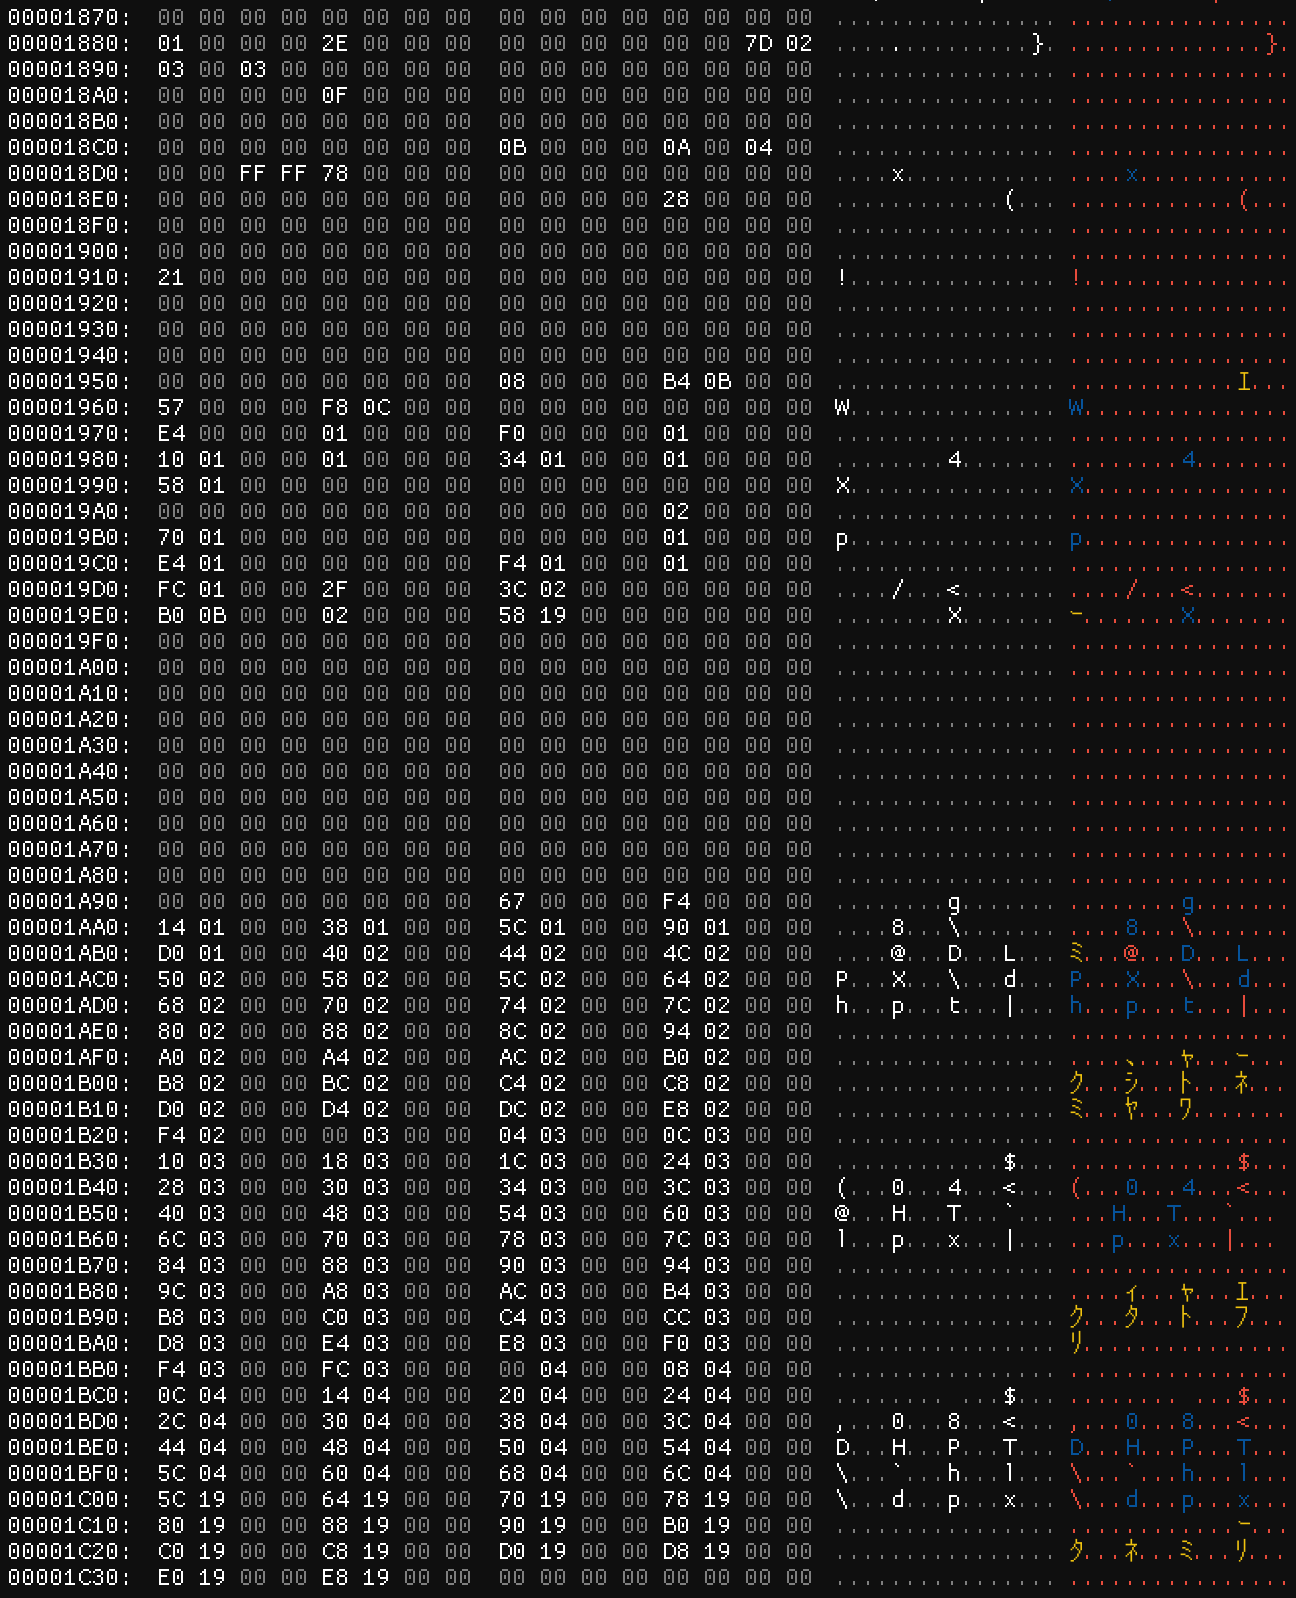 00001870: 00 00 00 00 00 00 00 00 00 00 00 00 00 00 00 00 ................ ................
00001880: 01 00 00 00 2E 00 00 00 00 00 00 00 00 00 7D 02 ..............}. ..............}.
00001890: 03 00 03 00 00 00 00 00 00 00 00 00 00 00 00 00 ................ ................
000018A0: 00 00 00 00 0F 00 00 00 00 00 00 00 00 00 00 00 ................ ................
000018B0: 00 00 00 00 00 00 00 00 00 00 00 00 00 00 00 00 ................ ................
000018C0: 00 00 00 00 00 00 00 00 0B 00 00 00 0A 00 04 00 ................ ................
000018D0: 00 00 FF FF 78 00 00 00 00 00 00 00 00 00 00 00 ....x........... ....x...........
000018E0: 00 00 00 00 00 00 00 00 00 00 00 00 28 00 00 00 ............(... ............(...
000018F0: 00 00 00 00 00 00 00 00 00 00 00 00 00 00 00 00 ................ ................
00001900: 00 00 00 00 00 00 00 00 00 00 00 00 00 00 00 00 ................ ................
00001910: 21 00 00 00 00 00 00 00 00 00 00 00 00 00 00 00 !............... !...............
00001920: 00 00 00 00 00 00 00 00 00 00 00 00 00 00 00 00 ................ ................
00001930: 00 00 00 00 00 00 00 00 00 00 00 00 00 00 00 00 ................ ................
00001940: 00 00 00 00 00 00 00 00 00 00 00 00 00 00 00 00 ................ ................
00001950: 00 00 00 00 00 00 00 00 08 00 00 00 B4 0B 00 00 ................ ............ｴ...
00001960: 57 00 00 00 F8 0C 00 00 00 00 00 00 00 00 00 00 W............... W...............
00001970: E4 00 00 00 01 00 00 00 F0 00 00 00 01 00 00 00 ................ ................
00001980: 10 01 00 00 01 00 00 00 34 01 00 00 01 00 00 00 ........4....... ........4.......
00001990: 58 01 00 00 00 00 00 00 00 00 00 00 00 00 00 00 X............... X...............
000019A0: 00 00 00 00 00 00 00 00 00 00 00 00 02 00 00 00 ................ ................
000019B0: 70 01 00 00 00 00 00 00 00 00 00 00 01 00 00 00 p............... p...............
000019C0: E4 01 00 00 00 00 00 00 F4 01 00 00 01 00 00 00 ................ ................
000019D0: FC 01 00 00 2F 00 00 00 3C 02 00 00 00 00 00 00 ..../...<....... ..../...<.......
000019E0: B0 0B 00 00 02 00 00 00 58 19 00 00 00 00 00 00 ........X....... ｰ.......X.......
000019F0: 00 00 00 00 00 00 00 00 00 00 00 00 00 00 00 00 ................ ................
00001A00: 00 00 00 00 00 00 00 00 00 00 00 00 00 00 00 00 ................ ................
00001A10: 00 00 00 00 00 00 00 00 00 00 00 00 00 00 00 00 ................ ................
00001A20: 00 00 00 00 00 00 00 00 00 00 00 00 00 00 00 00 ................ ................
00001A30: 00 00 00 00 00 00 00 00 00 00 00 00 00 00 00 00 ................ ................
00001A40: 00 00 00 00 00 00 00 00 00 00 00 00 00 00 00 00 ................ ................
00001A50: 00 00 00 00 00 00 00 00 00 00 00 00 00 00 00 00 ................ ................
00001A60: 00 00 00 00 00 00 00 00 00 00 00 00 00 00 00 00 ................ ................
00001A70: 00 00 00 00 00 00 00 00 00 00 00 00 00 00 00 00 ................ ................
00001A80: 00 00 00 00 00 00 00 00 00 00 00 00 00 00 00 00 ................ ................
00001A90: 00 00 00 00 00 00 00 00 67 00 00 00 F4 00 00 00 ........g....... ........g.......
00001AA0: 14 01 00 00 38 01 00 00 5C 01 00 00 90 01 00 00 ....8...\....... ....8...\.......
00001AB0: D0 01 00 00 40 02 00 00 44 02 00 00 4C 02 00 00 ....@...D...L... ﾐ...@...D...L...
00001AC0: 50 02 00 00 58 02 00 00 5C 02 00 00 64 02 00 00 P...X...\...d... P...X...\...d...
00001AD0: 68 02 00 00 70 02 00 00 74 02 00 00 7C 02 00 00 h...p...t...|... h...p...t...|...
00001AE0: 80 02 00 00 88 02 00 00 8C 02 00 00 94 02 00 00 ................ ................
00001AF0: A0 02 00 00 A4 02 00 00 AC 02 00 00 B0 02 00 00 ................ ....､...ｬ...ｰ...
00001B00: B8 02 00 00 BC 02 00 00 C4 02 00 00 C8 02 00 00 ................ ｸ...ｼ...ﾄ...ﾈ...
00001B10: D0 02 00 00 D4 02 00 00 DC 02 00 00 E8 02 00 00 ................ ﾐ...ﾔ...ﾜ.......
00001B20: F4 02 00 00 00 03 00 00 04 03 00 00 0C 03 00 00 ................ ................
00001B30: 10 03 00 00 18 03 00 00 1C 03 00 00 24 03 00 00 ............$... ............$...
00001B40: 28 03 00 00 30 03 00 00 34 03 00 00 3C 03 00 00 (...0...4...<... (...0...4...<...
00001B50: 40 03 00 00 48 03 00 00 54 03 00 00 60 03 00 00 @...H...T...`... ...H...T...`....
00001B60: 6C 03 00 00 70 03 00 00 78 03 00 00 7C 03 00 00 l...p...x...|... ...p...x...|...
00001B70: 84 03 00 00 88 03 00 00 90 03 00 00 94 03 00 00 ................ ................
00001B80: 9C 03 00 00 A8 03 00 00 AC 03 00 00 B4 03 00 00 ................ ....ｨ...ｬ...ｴ...
00001B90: B8 03 00 00 C0 03 00 00 C4 03 00 00 CC 03 00 00 ................ ｸ...ﾀ...ﾄ...ﾌ...
00001BA0: D8 03 00 00 E4 03 00 00 E8 03 00 00 F0 03 00 00 ................ ﾘ...............
00001BB0: F4 03 00 00 FC 03 00 00 00 04 00 00 08 04 00 00 ................ ................
00001BC0: 0C 04 00 00 14 04 00 00 20 04 00 00 24 04 00 00 ............$... ........ ...$...
00001BD0: 2C 04 00 00 30 04 00 00 38 04 00 00 3C 04 00 00 ,...0...8...<... ,...0...8...<...
00001BE0: 44 04 00 00 48 04 00 00 50 04 00 00 54 04 00 00 D...H...P...T... D...H...P...T...
00001BF0: 5C 04 00 00 60 04 00 00 68 04 00 00 6C 04 00 00 \...`...h...l... \...`...h...l...
00001C00: 5C 19 00 00 64 19 00 00 70 19 00 00 78 19 00 00 \...d...p...x... \...d...p...x...
00001C10: 80 19 00 00 88 19 00 00 90 19 00 00 B0 19 00 00 ................ ............ｰ...
00001C20: C0 19 00 00 C8 19 00 00 D0 19 00 00 D8 19 00 00 ................ ﾀ...ﾈ...ﾐ...ﾘ...
00001C30: E0 19 00 00 E8 19 00 00 00 00 00 00 00 00 00 00 ................ ................